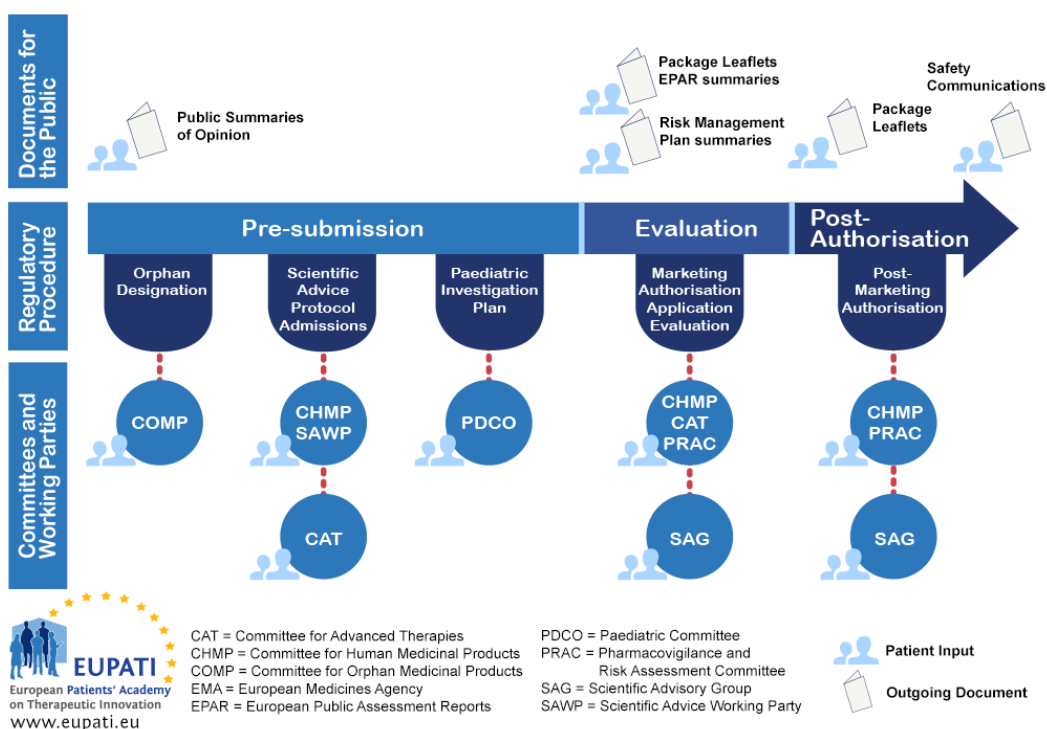 Documents for
the Public
Public Summaries
of Opinion
Package Leaflets
EPAR summaries
Risk Management
Plan summaries
Package
Leaflets
Safety
Communications
Regulatory
Procedure
Pre-submission
Evaluation
Post-
Authorisation
Orphan
Designation
Scientific
Advice
Protocol
Admissions
Paediatric
Investigation
Plan
Marketing
Authorisation
Application
Evaluation
Post-
Marketing
Authorisation
Committees and
Working Parties
COMP
CHMP
SAWP
PDCO
CHMP
CAT
PRAC
CHMP
PRAC
CAT
SAG
SAG
EUPATI
European Patients' Academy
on Therapeutic Innovation
www.eupati.eu
CAT = Committee for Advanced Therapies
CHMP = Committee for Human Medicinal Products
COMP = Committee for Orphan Medicinal Products
EMA = European Medicines Agency
EPAR = European Public Assessment Reports
PDCO = Paediatric Committee
PRAC = Pharmacovigilance and
Risk Assessment Committee
SAG = Scientific Advisory Group
SAWP = Scientific Advice Working Party
Patient Input
Outgoing Document